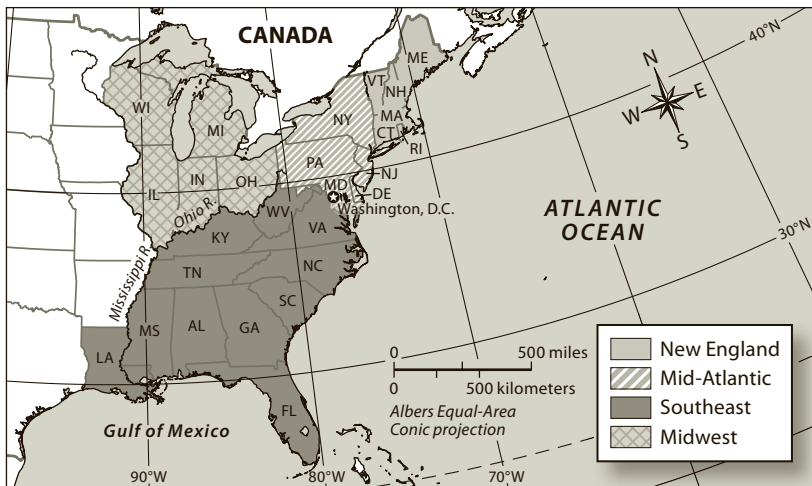 CANADA
40°N
ME
VT
NH
N
E
W
S
WI
MI
NY
MA
CT
RI
PA
NJ
IL
IN
OH
MD
DE
Washington, D.C.
Ohio R.
WV
VA
KY
ATLANTIC
OCEAN
30°N
Mississippi R.
TN
NC
SC
MS
AL
GA
LA
FL
0
500 miles
0
500 kilometers
Albers Equal-Area
Conic projection
Gulf of Mexico
New England
Mid-Atlantic
Southeast
Midwest
90°W
80°W
70°W